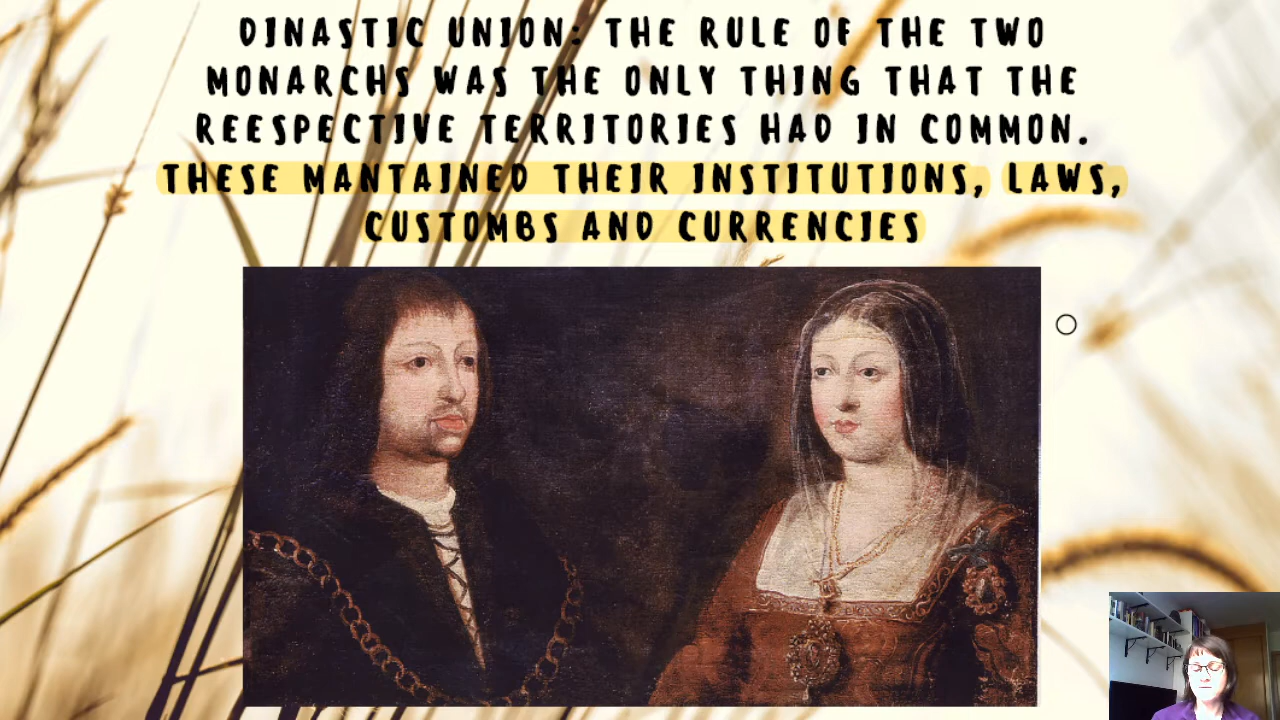 DINASTIC UNION: THE RULE OF THE TWO
MONARCHS WAS THE ONLY THING THAT THE
REESPECTIVE TERRITORIES HAD IN COMMON.
THESE MANTAINED THEIR INSTITUTIONS, LAWS,
CUSTOMBS AND CURRENCIES